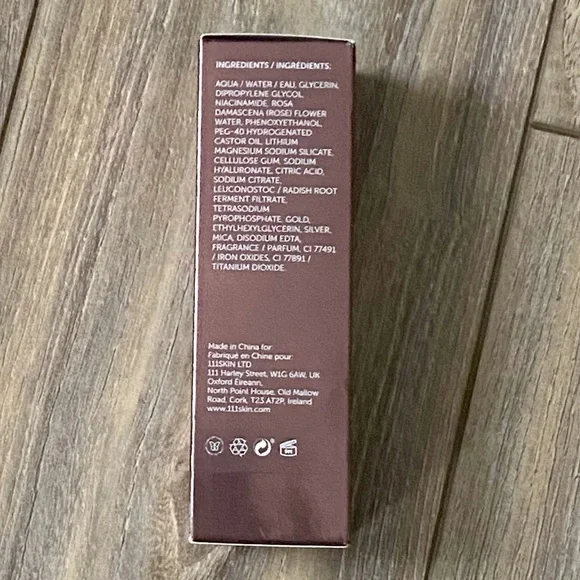 INGREDIENTS / INGRÉDIENTS:
AQUA / WATER / EAU, GLYCERIN,
DIPROPYLENE GLYCOL,
NIACINAMIDE, ROSA
DAMASCENA (ROSE) FLOWER
WATER, PHENOXYETHANOL,
PEG-40 HYDROGENATED
CASTOR OIL, LITHIUM
MAGNESIUM SODIUM SILICATE,
CELLULOSE GUM, SODIUM
HYALURONATE, CITRIC ACID,
SODIUM CITRATE,
LEUCONOSTOC / RADISH ROOT
FERMENT FILTRATE,
TETRASODIUM
PYROPHOSPHATE, GOLD,
ETHYLHEXYLGLYCERIN, SILVER,
MICA, DISODIUM EDTA,
FRAGRANCE / PARFUM, CI 77491
/ IRON OXIDES, CI 77891 /
TITANIUM DIOXIDE.
Made in China for
Fabriqué en Chine pour:
111SKIN LTD
111 Harley Street, W1G 6AW, UK
Oxford Éireann,
North Point House, Old Mallow
Road, Cork, T23 AT2P, Ireland
www.111skin.com